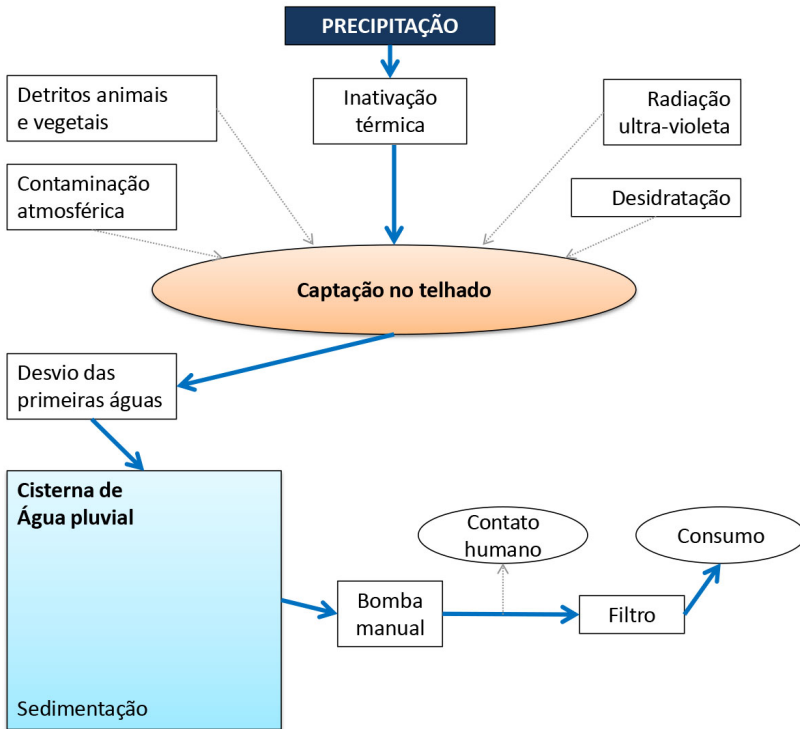 PRECIPITAÇÃO
Detritos animais
e vegetais
Inativação
térmica
Radiação
ultra-violeta
Contaminação
atmosférica
Desidratação
Captação no telhado
Desvio das
primeiras águas
Cisterna de
Água pluvial
Contato
humano
Consumo
Bomba
manual
Filtro
Sedimentação